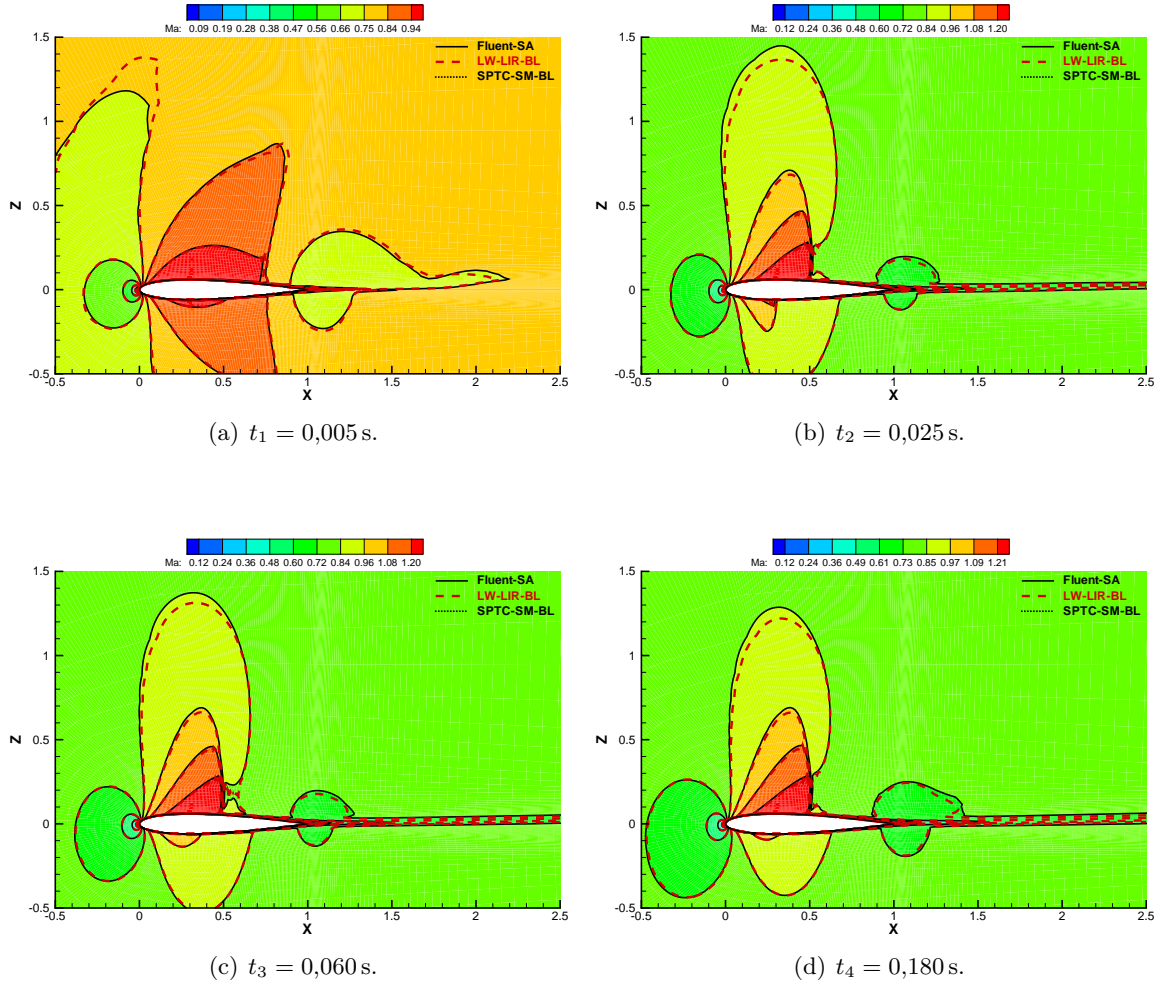 Ma: 0.09 0.19 0.28 0.38 0.47 0.56 0.66 0.75 0.84 0.94
1.5
1
0.5
0
-0.5
Z
Fluent-SA
LW-LIR-BL
SPTC-SM-BL
-0.5 0 0.5 1 1.5 2 2.5
X
(a) t₁ = 0,005 s.
Ma: 0.12 0.24 0.36 0.48 0.60 0.72 0.84 0.96 1.08 1.20
1.5
1
0.5
0
-0.5
Z
Fluent-SA
LW-LIR-BL
SPTC-SM-BL
-0.5 0 0.5 1 1.5 2 2.5
X
(b) t₂ = 0,025 s.
Ma: 0.12 0.24 0.36 0.48 0.60 0.72 0.84 0.96 1.08 1.20
1.5
1
0.5
0
-0.5
Z
Fluent-SA
LW-LIR-BL
SPTC-SM-BL
-0.5 0 0.5 1 1.5 2 2.5
X
(c) t₃ = 0,060 s.
Ma: 0.12 0.24 0.36 0.49 0.61 0.73 0.85 0.97 1.09 1.21
1.5
1
0.5
0
-0.5
Z
Fluent-SA
LW-LIR-BL
SPTC-SM-BL
-0.5 0 0.5 1 1.5 2 2.5
X
(d) t₄ = 0,180 s.